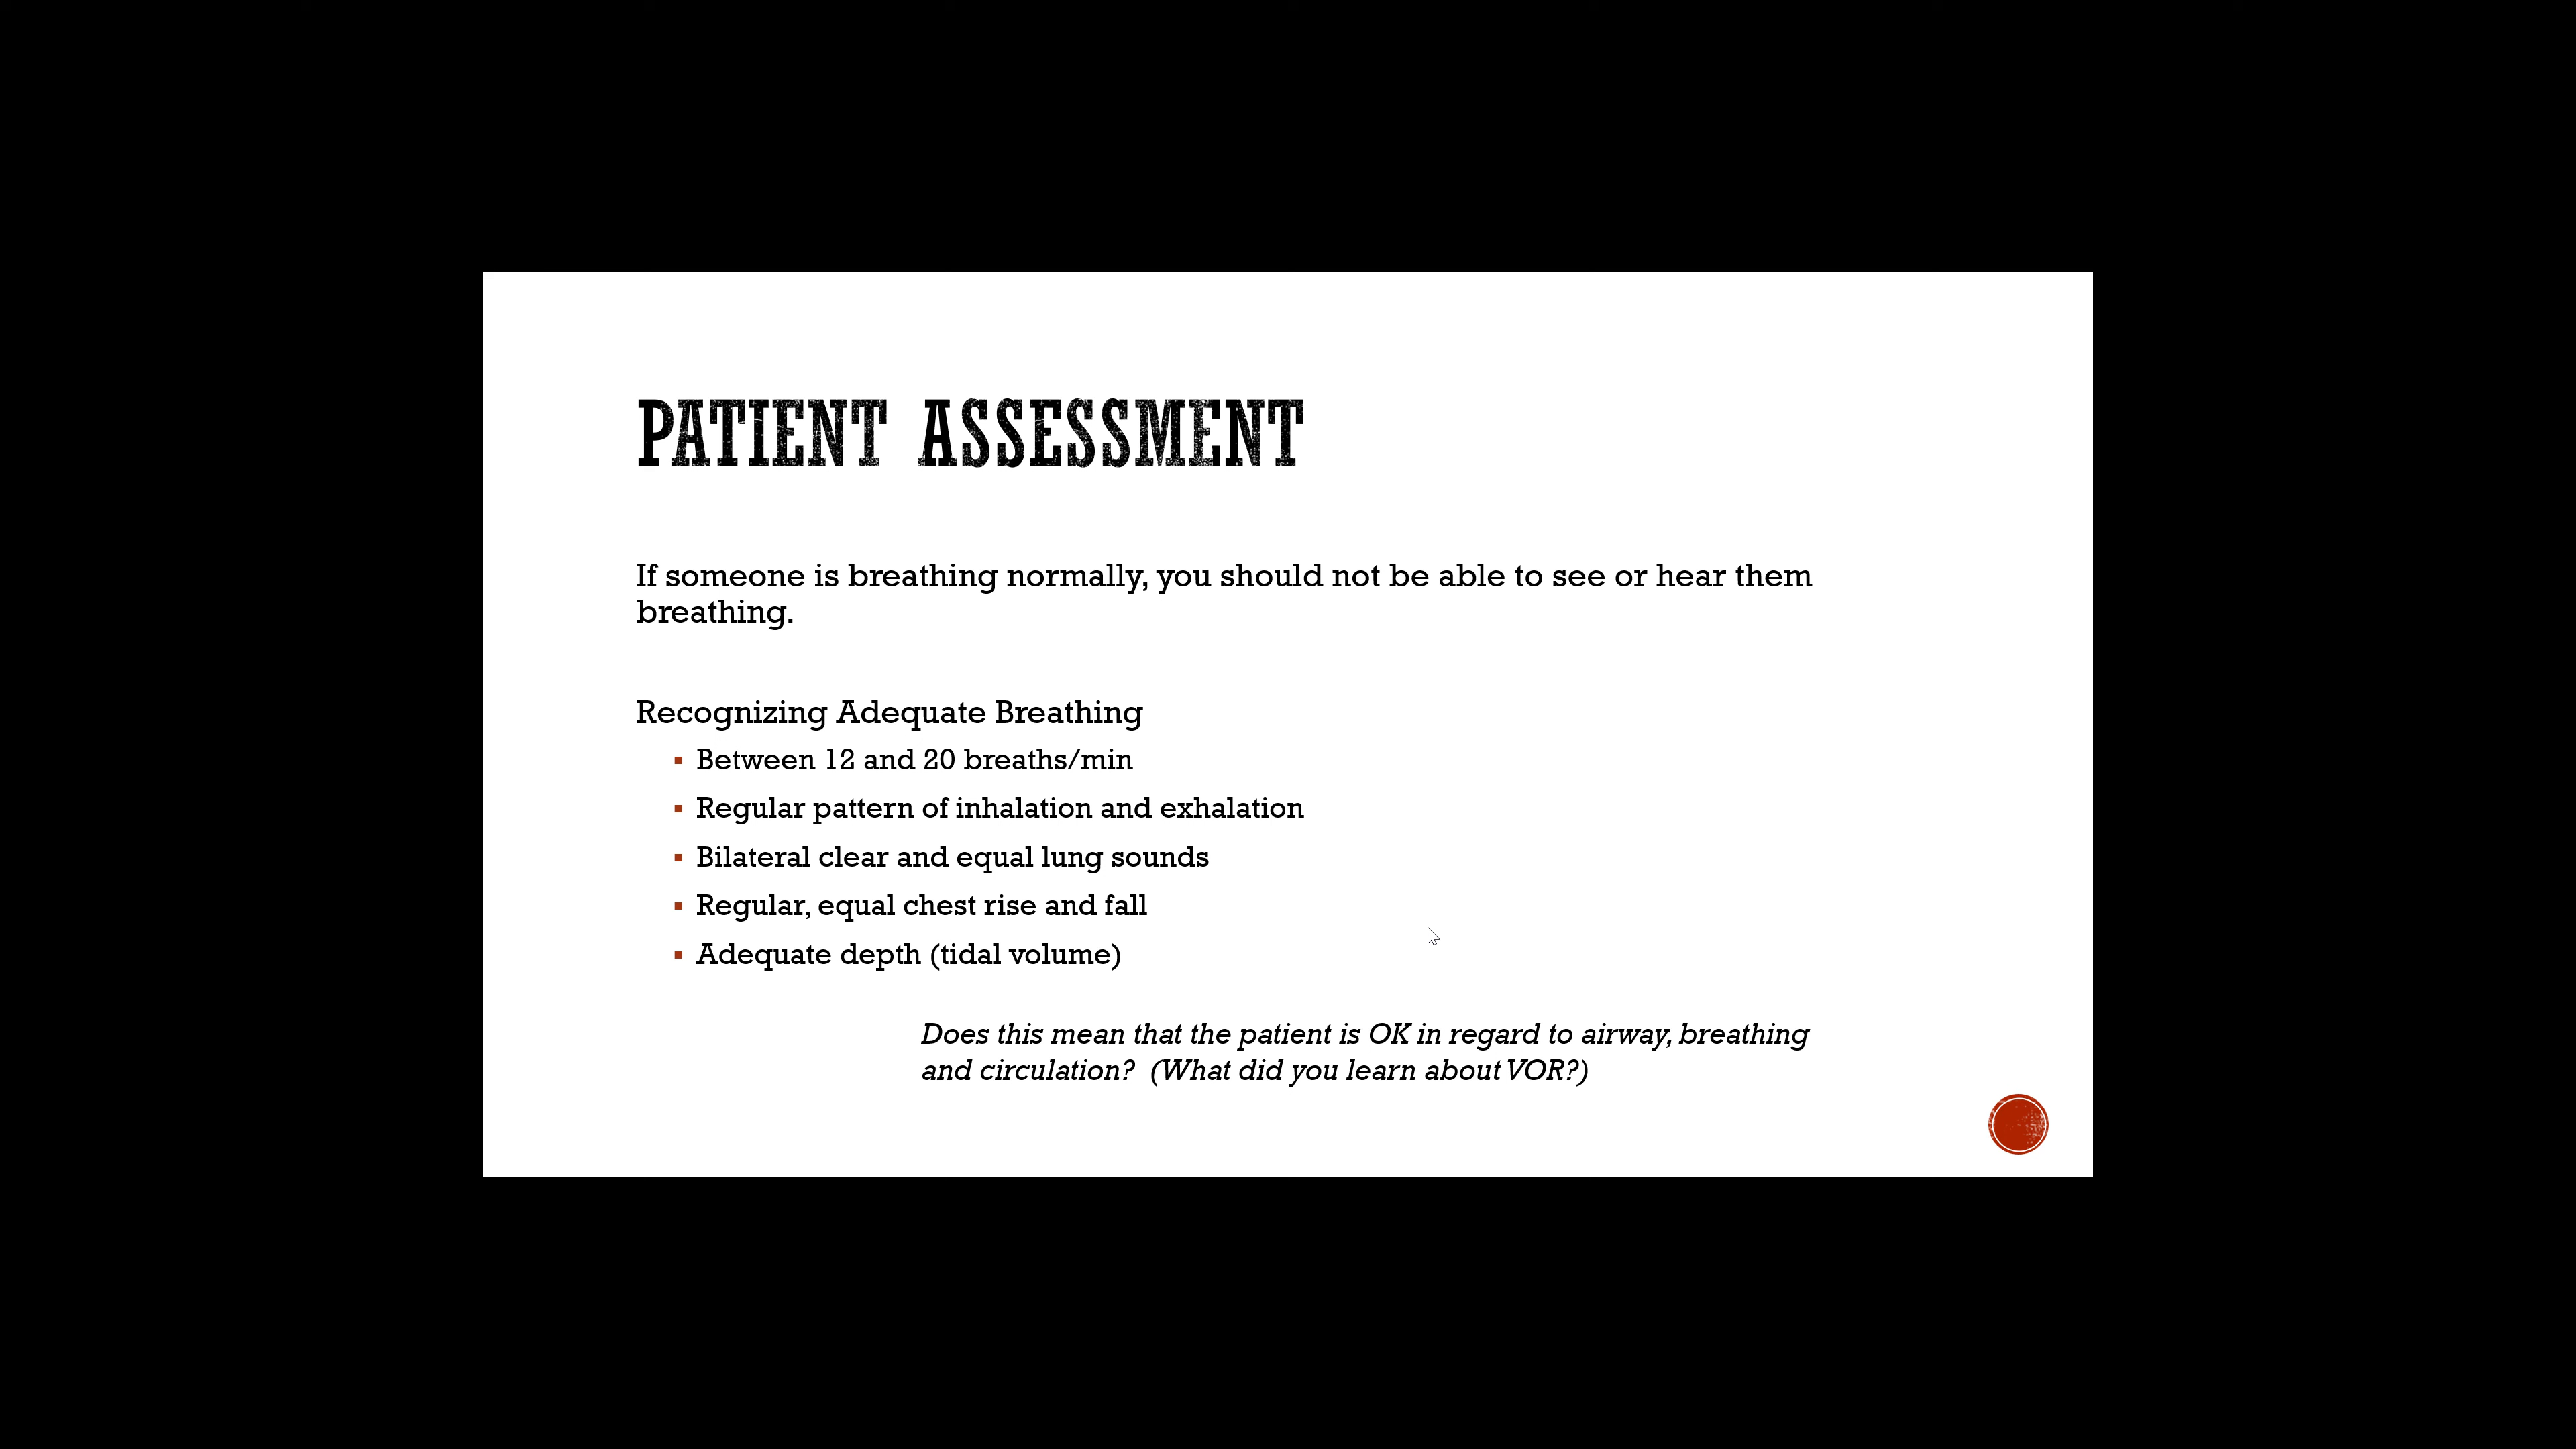 PATIENT ASSESSMENT
If someone is breathing normally, you should not be able to see or hear them
breathing.
Recognizing Adequate Breathing
▪ Between 12 and 20 breaths/min
▪ Regular pattern of inhalation and exhalation
▪ Bilateral clear and equal lung sounds
▪ Regular, equal chest rise and fall
▪ Adequate depth (tidal volume)
Does this mean that the patient is OK in regard to airway, breathing
and circulation? (What did you learn about VOR?)